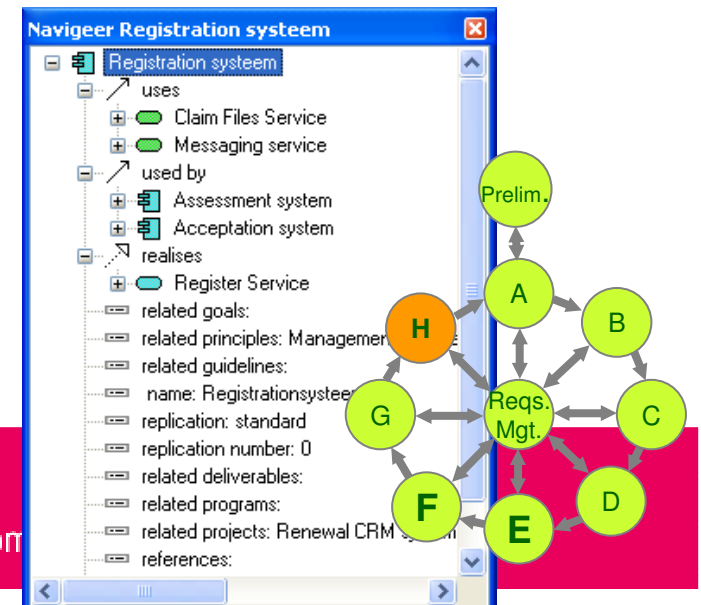 Navigeer Registration systeem
Registration systeem
uses
Claim Files Service
Messaging service
used by
Assessment system
Acceptation system
realises
Register Service
related goals:
related principles:
related guidelines:
name: Registrationsysteem
replication: standard
replication number: 0
related deliverables:
related programs:
related projects: Renewal CRM system
references:
Prelim.
A
B
C
D
E
F
G
H
Reqs.
Mgt.